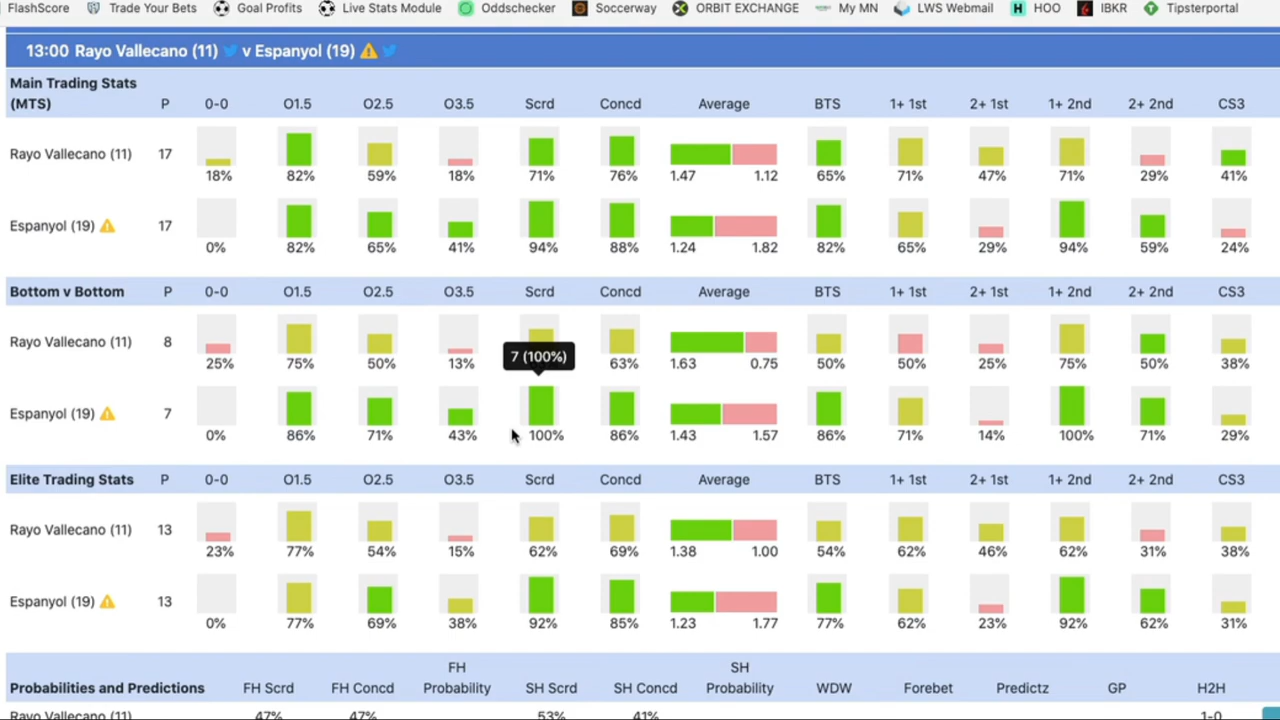 FlashScore Trade Your Bets Goal Profits Live Stats Module Oddschecker Soccerway ORBIT EXCHANGE My MN LWS Webmail HOO IBKR Tipsterportal
13:00 Rayo Vallecano (11) v Espanyol (19)
Main Trading Stats (MTS) P 0-0 O1.5 O2.5 O3.5 Scrd Concd Average BTS 1+ 1st 2+ 1st 1+ 2nd 2+ 2nd CS3
Rayo Vallecano (11) 17 18% 82% 59% 18% 71% 76% 1.47 1.12 65% 71% 47% 71% 29% 41%
Espanyol (19) 17 0% 82% 65% 41% 94% 88% 1.24 1.82 82% 65% 29% 94% 59% 24%
Bottom v Bottom P 0-0 O1.5 O2.5 O3.5 Scrd Concd Average BTS 1+ 1st 2+ 1st 1+ 2nd 2+ 2nd CS3
Rayo Vallecano (11) 8 25% 75% 50% 13% 63% 1.63 0.75 50% 50% 25% 75% 50% 38%
7 (100%)
Espanyol (19) 7 0% 86% 71% 43% 100% 86% 1.43 1.57 86% 71% 14% 100% 71% 29%
Elite Trading Stats P 0-0 O1.5 O2.5 O3.5 Scrd Concd Average BTS 1+ 1st 2+ 1st 1+ 2nd 2+ 2nd CS3
Rayo Vallecano (11) 13 23% 77% 54% 15% 62% 69% 1.38 1.00 54% 62% 46% 62% 31% 38%
Espanyol (19) 13 0% 77% 69% 38% 92% 85% 1.23 1.77 77% 62% 23% 92% 62% 31%
Probabilities and Predictions FH Scrd FH Concd FH Probability SH Scrd SH Concd SH Probability WDW Forebet Predictz GP H2H
Rayo Vallecano (11) 47% 47% 53% 41% 1-0